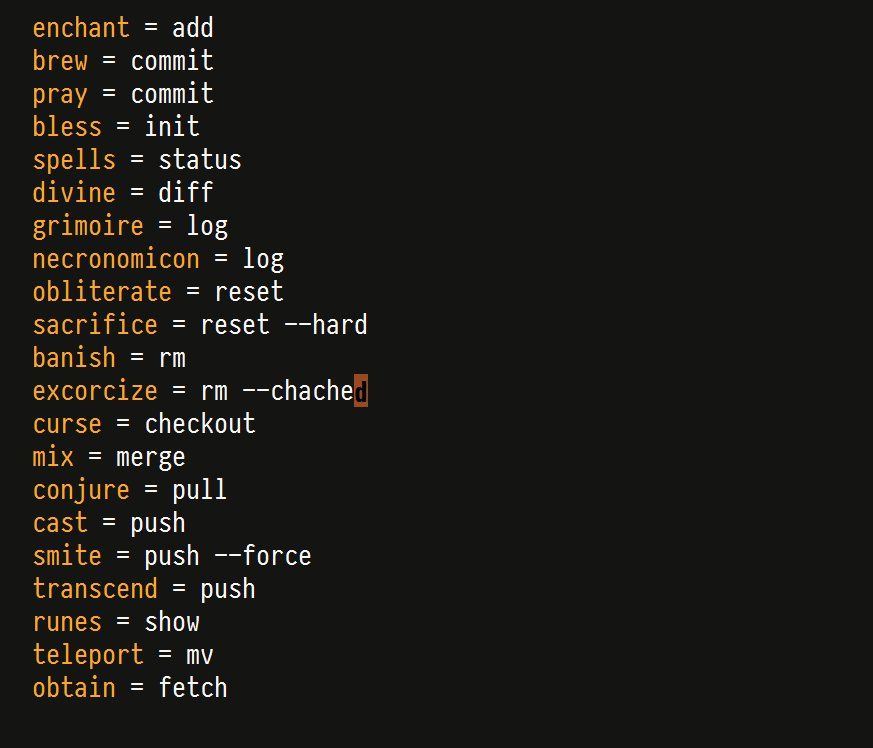 enchant = add
brew = commit
pray = commit
bless = init
spells = status
divine = diff
grimoire = log
necronomicon = log
obliterate = reset
sacrifice = reset --hard
banish = rm
excorcize = rm --chached
curse = checkout
mix = merge
conjure = pull
cast = push
smite = push --force
transcend = push
runes = show
teleport = mv
obtain = fetch